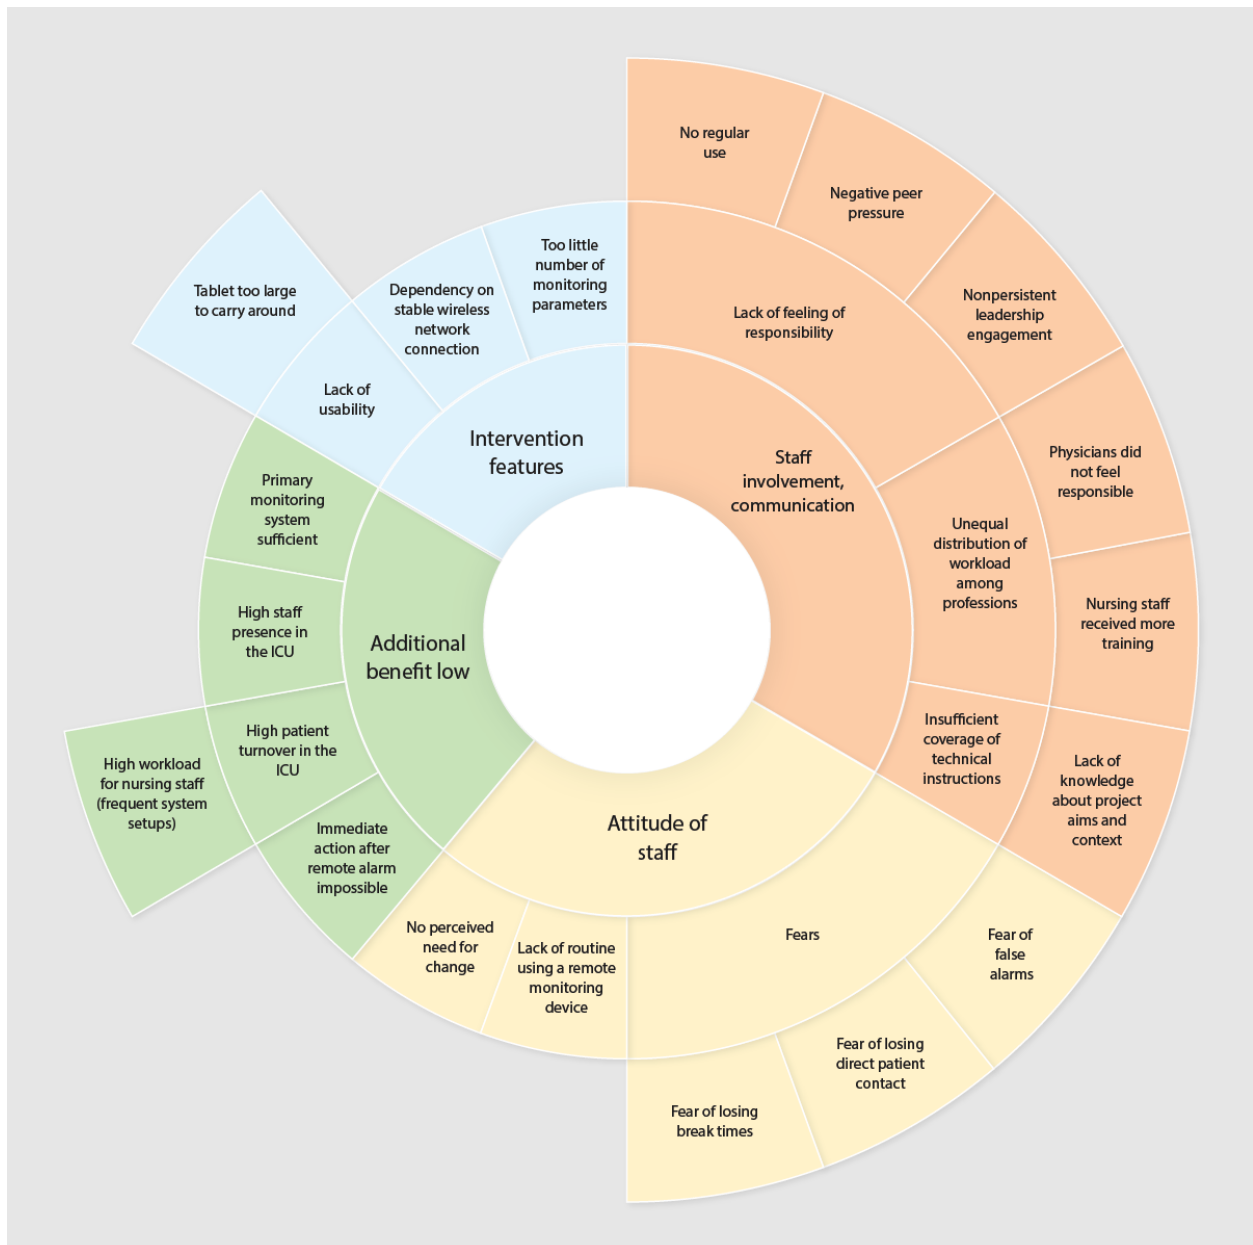 No regular
use
Negative peer
pressure
Nonpersistent
leadership
engagement
Physicians did
not feel
responsible
Nursing staff
received more
training
Lack of
knowledge
about project
aims and
context
Lack of feeling of
responsibility
Unequal
distribution of
workload
among
professions
Insufficient
coverage of
technical
instructions
Staff
involvement,
communication
Attitude of
staff
Fears
Fear of
false
alarms
Fear of losing
direct patient
contact
Fear of losing
break times
Lack of routine
using a remote
monitoring
device
No perceived
need for
change
Additional
benefit low
Immediate
action after
remote alarm
impossible
High patient
turnover in the
ICU
High workload
for nursing staff
(frequent system
setups)
High staff
presence in
the ICU
Primary
monitoring
system
sufficient
Intervention
features
Lack of
usability
Tablet too large
to carry around
Dependency on
stable wireless
network
connection
Too little
number of
monitoring
parameters